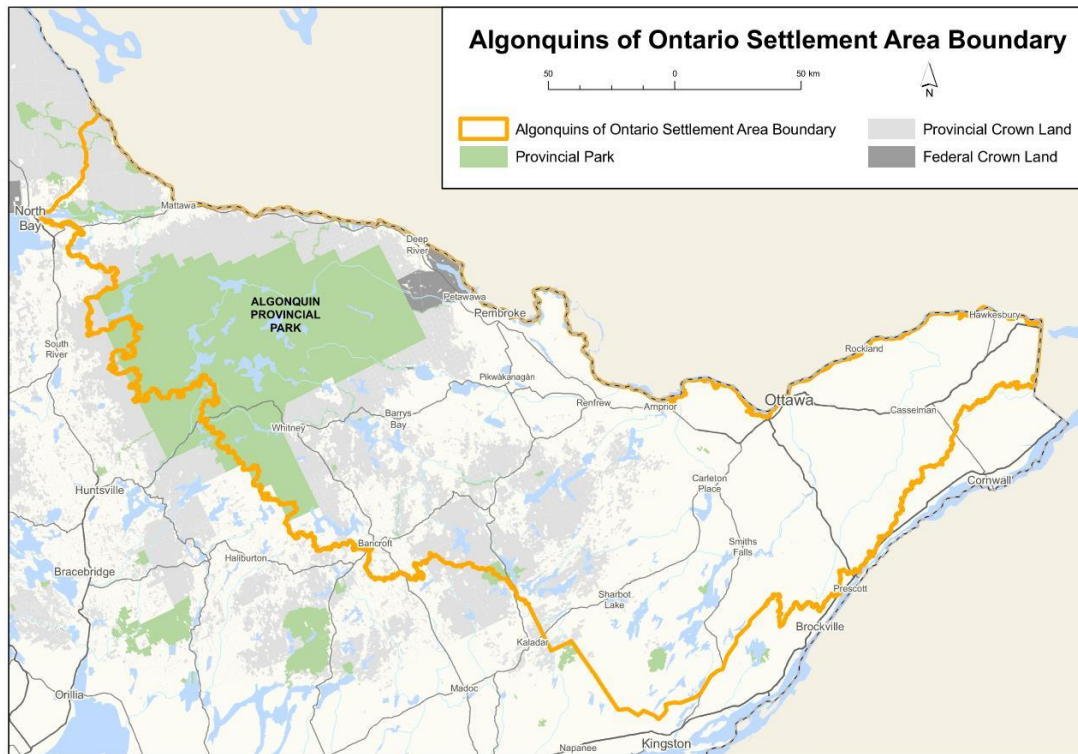 Algonquins of Ontario Settlement Area Boundary
50
0
50 km
N
Algonquins of Ontario Settlement Area Boundary
Provincial Park
Provincial Crown Land
Federal Crown Land
North
Bay
Mattawa
Deep
River
Petawawa
Pembroke
ALGONQUIN
PROVINCIAL
PARK
South
River
Hawkesbury
Rockland
Pikwàkanagàn
Renfrew
Arnprior
Ottawa
Casselman
Barrys
Bay
Whitney
Huntsville
Carleton
Place
Cornwall
Bancroft
Smiths
Falls
Haliburton
Bracebridge
Sharbot
Lake
Prescott
Brockville
Kaladar
Madoc
Orillia
Napanee
Kingston